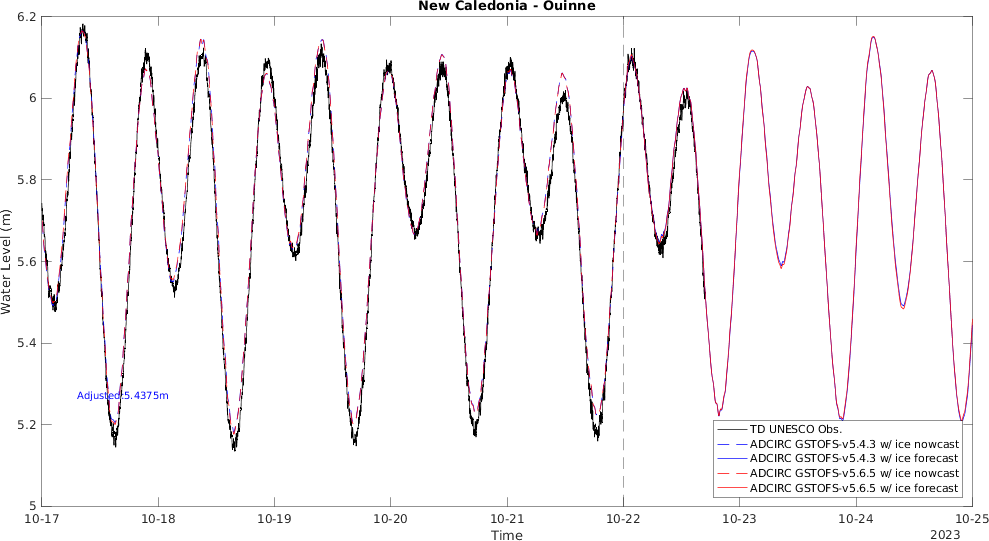 New Caledonia - Ouinne
6.2
6
5.8
5.6
5.4
5.2
5
Water Level (m)
Adjusted:5.4375m
TD UNESCO Obs.
ADCIRC GSTOFS-v5.4.3 w/ ice nowcast
ADCIRC GSTOFS-v5.4.3 w/ ice forecast
ADCIRC GSTOFS-v5.6.5 w/ ice nowcast
ADCIRC GSTOFS-v5.6.5 w/ ice forecast
10-17 10-18 10-19 10-20 10-21 10-22 10-23 10-24 10-25
Time
2023